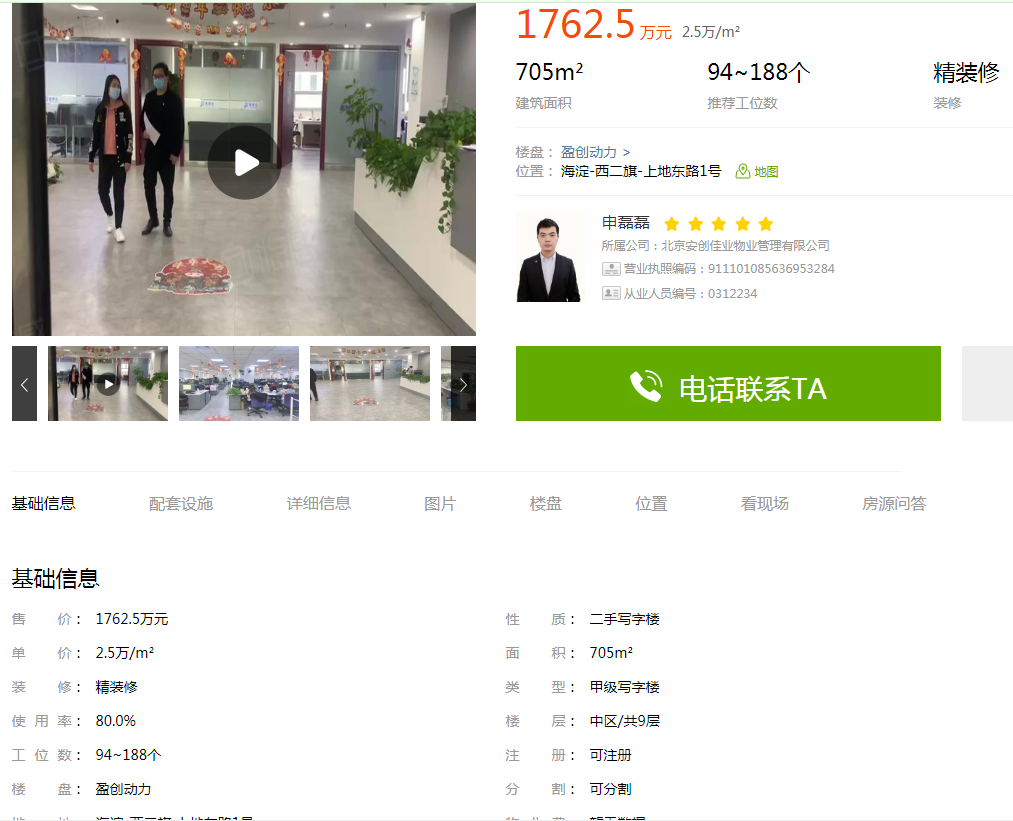 1762.5 万元 2.5万/m²
705m² 94~188个 精装修
建筑面积 推荐工位数 装修
楼盘： 盈创动力 >
位置： 海淀-西二旗-上地东路1号 地图
申磊磊
所属公司：北京安创佳业物业管理有限公司
营业执照编码：911101085636953284
从业人员编号：0312234
电话联系TA
基础信息 配套设施 详细信息 图片 楼盘 位置 看现场 房源问答
基础信息
售 价： 1762.5万元 性 质： 二手写字楼
单 价： 2.5万/m² 面 积： 705m²
装 修： 精装修 类 型： 甲级写字楼
使 用 率： 80.0% 楼 层： 中区/共9层
工 位 数： 94~188个 注 册： 可注册
楼 盘： 盈创动力 分 割： 可分割